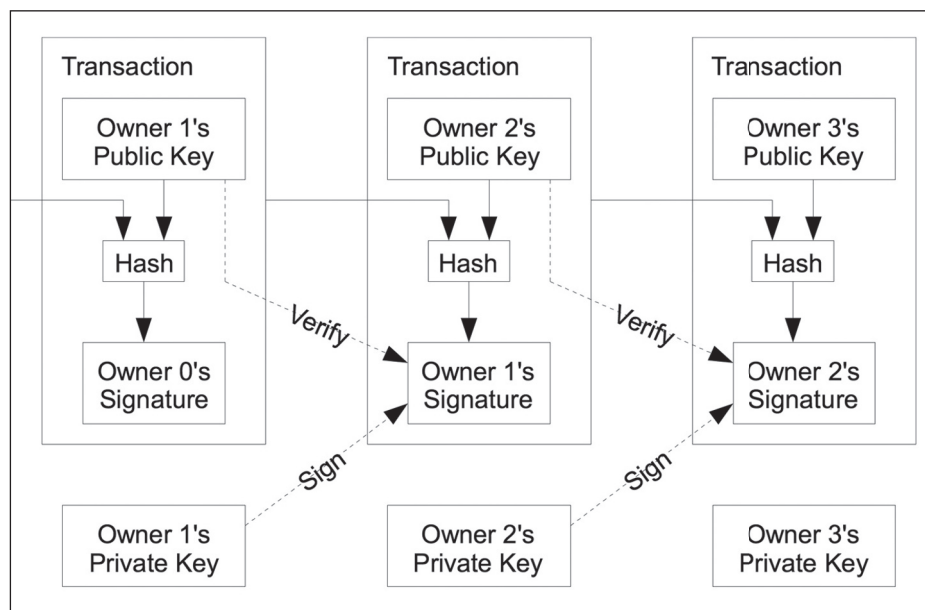 Transaction
Owner 1's
Public Key
Hash
Owner 0's
Signature
Transaction
Owner 2's
Public Key
Hash
Verify
Owner 1's
Signature
Transaction
Owner 3's
Public Key
Hash
Verify
Owner 2's
Signature
Sign
Sign
Owner 1's
Private Key
Owner 2's
Private Key
Owner 3's
Private Key